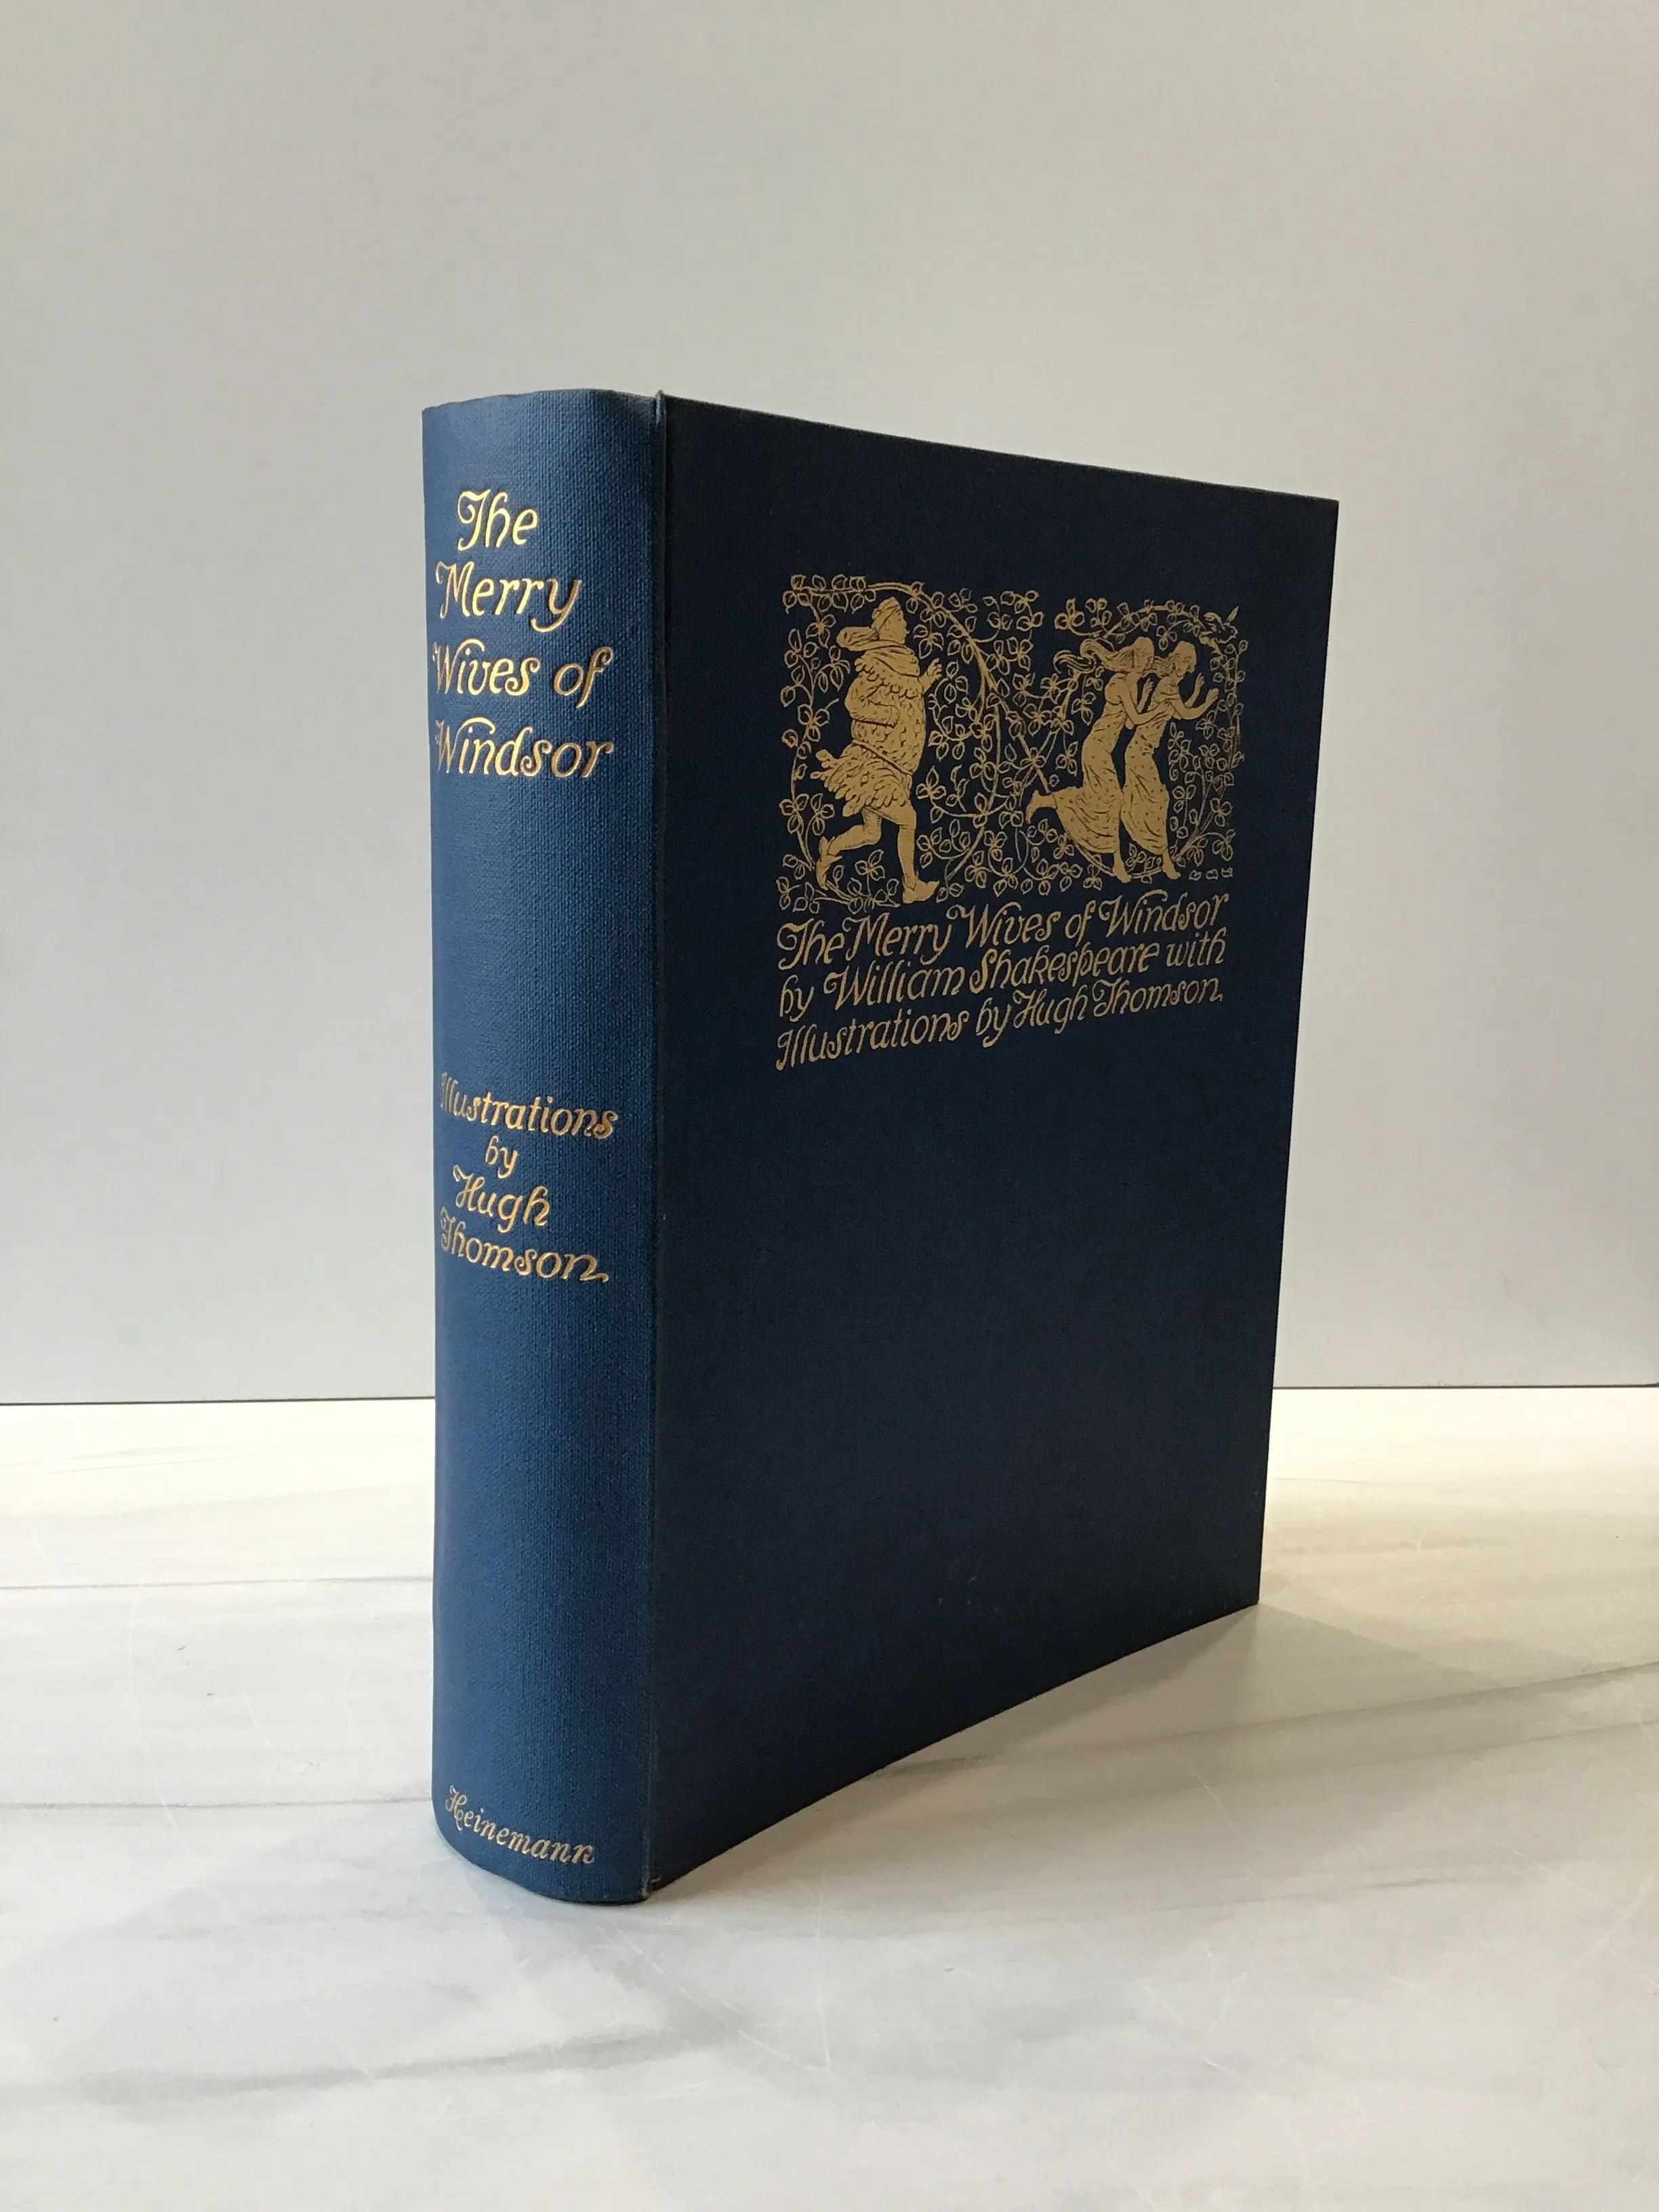 The
Merry
Wives of
Windsor
Illustrations
by
Hugh
Thomson
Heinemann
The Merry Wives of Windsor
by William Shakespeare with
Illustrations by Hugh Thomson